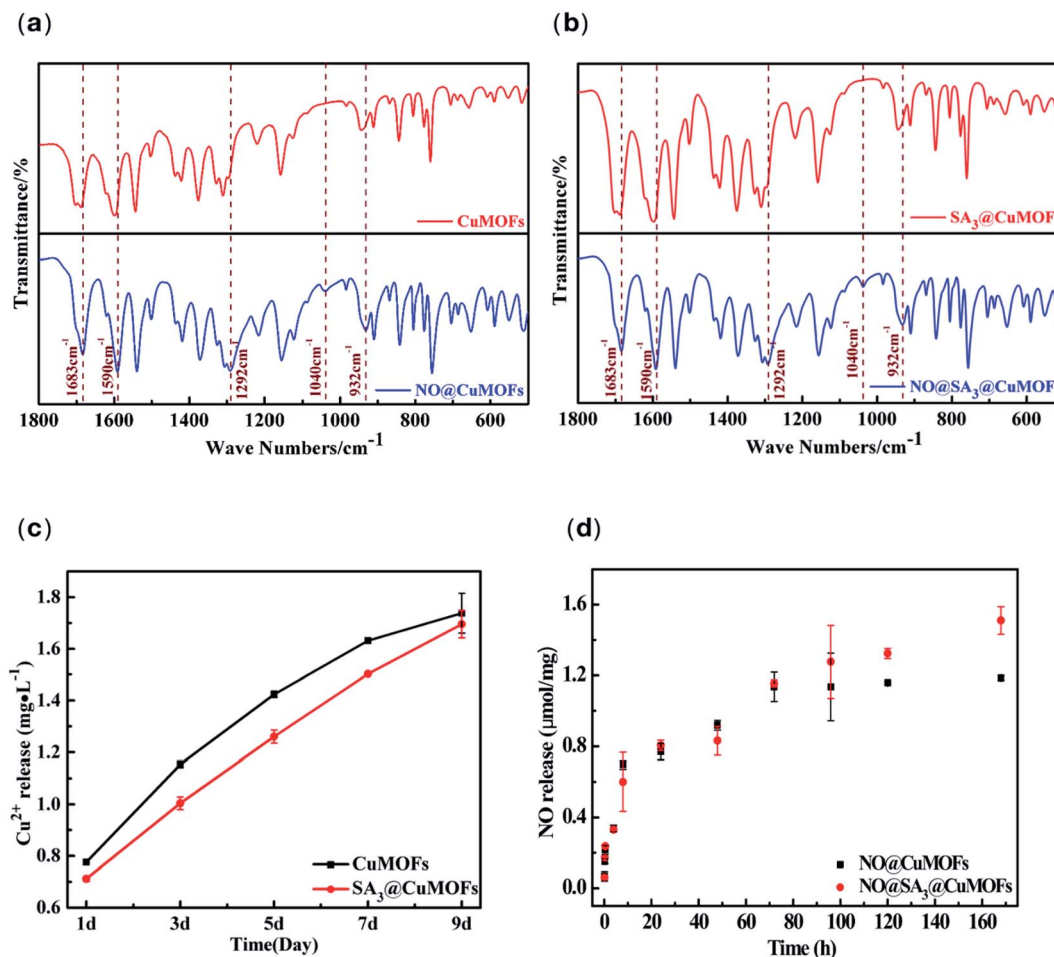 (a)
Transmittance/%
CuMOFs
NO@CuMOFs
1683cm-1
1590cm-1
1292cm-1
1040cm-1
932cm-1
1800 1600 1400 1200 1000 800 600
Wave Numbers/cm-1
(b)
Transmittance/%
SA3@CuMOF
NO@SA3@CuMOF
1683cm-1
1590cm-1
1292cm-1
1040cm-1
932cm-1
1800 1600 1400 1200 1000 800 600
Wave Numbers/cm-1
(c)
Cu2+ release (mg•L-1)
1.8
1.6
1.4
1.2
1.0
0.8
0.6
CuMOFs
SA3@CuMOFs
1d 3d 5d 7d 9d
Time(Day)
(d)
NO release (μmol/mg)
1.6
1.2
0.8
0.4
0.0
NO@CuMOFs
NO@SA3@CuMOFs
0 20 40 60 80 100 120 140 160
Time (h)